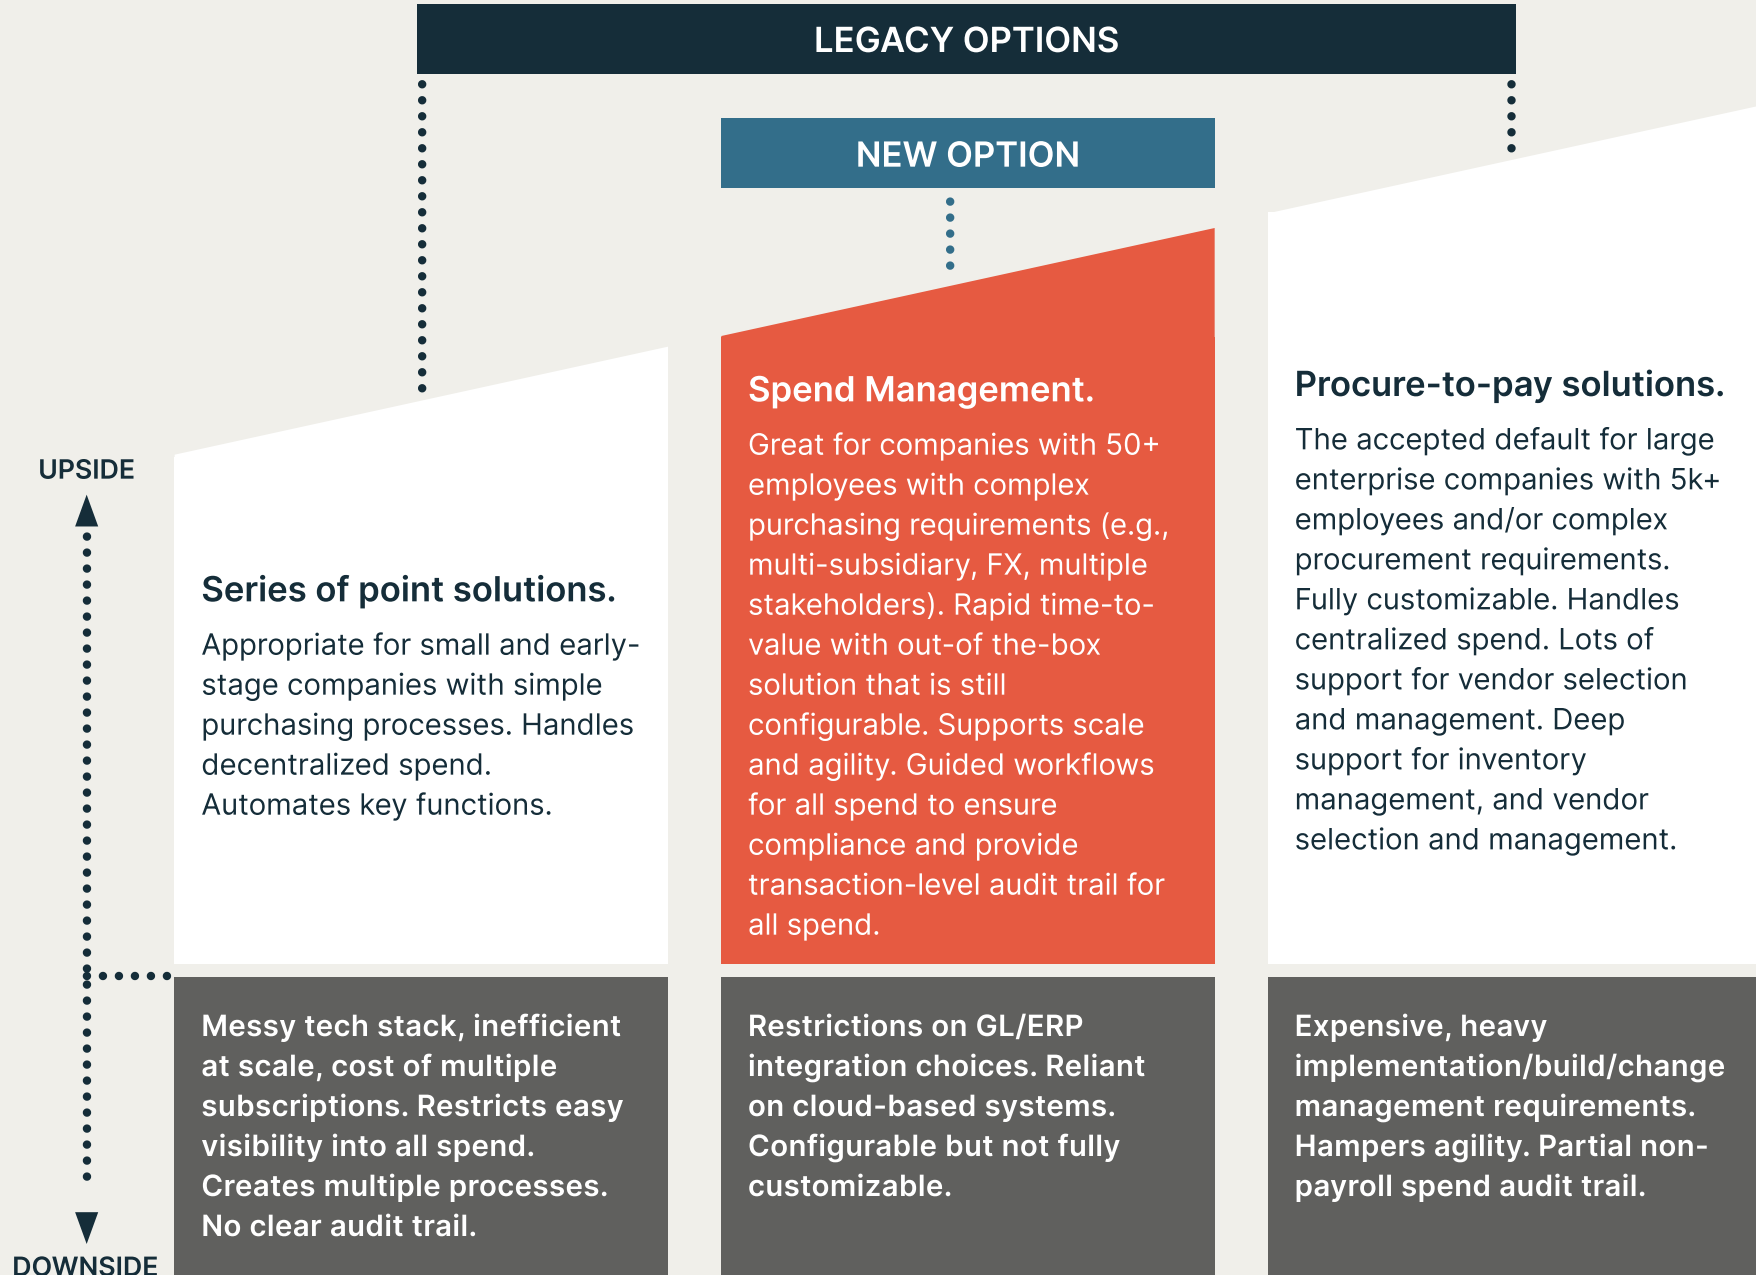 LEGACY OPTIONS
NEW OPTION
UPSIDE
Series of point solutions.
Appropriate for small and early-
stage companies with simple
purchasing processes. Handles
decentralized spend.
Automates key functions.
Messy tech stack, inefficient
at scale, cost of multiple
subscriptions. Restricts easy
visibility into all spend.
Creates multiple processes.
No clear audit trail.
DOWNSIDE
Spend Management.
Great for companies with 50+
employees with complex
purchasing requirements (e.g.,
multi-subsidiary, FX, multiple
stakeholders). Rapid time-to-
value with out-of the-box
solution that is still
configurable. Supports scale
and agility. Guided workflows
for all spend to ensure
compliance and provide
transaction-level audit trail for
all spend.
Restrictions on GL/ERP
integration choices. Reliant
on cloud-based systems.
Configurable but not fully
customizable.
Procure-to-pay solutions.
The accepted default for large
enterprise companies with 5k+
employees and/or complex
procurement requirements.
Fully customizable. Handles
centralized spend. Lots of
support for vendor selection
and management. Deep
support for inventory
management, and vendor
selection and management.
Expensive, heavy
implementation/build/change
management requirements.
Hampers agility. Partial non-
payroll spend audit trail.